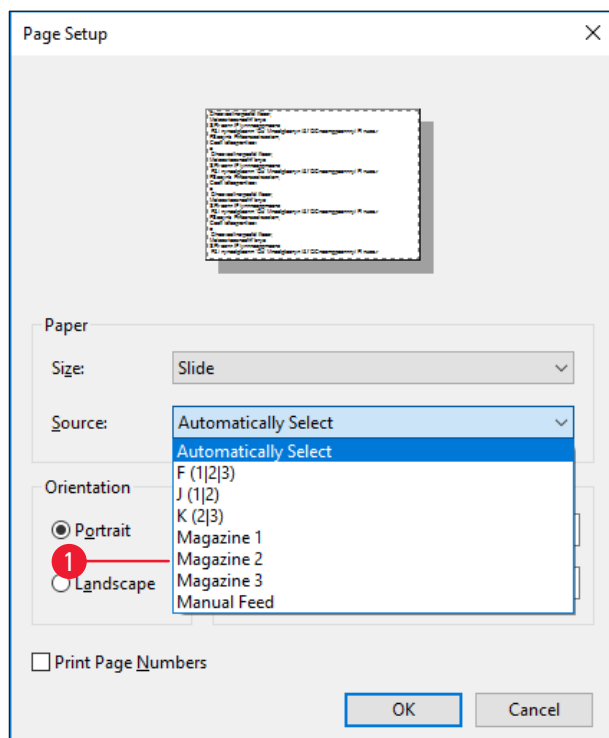 Page Setup
Paper
Size:
Slide
Source:
Automatically Select
Automatically Select
F (1|2|3)
J (1|2)
K (2|3)
Orientation
Magazine 1
Portrait
Magazine 2
1
Magazine 3
Landscape
Manual Feed
Print Page Numbers
OK
Cancel